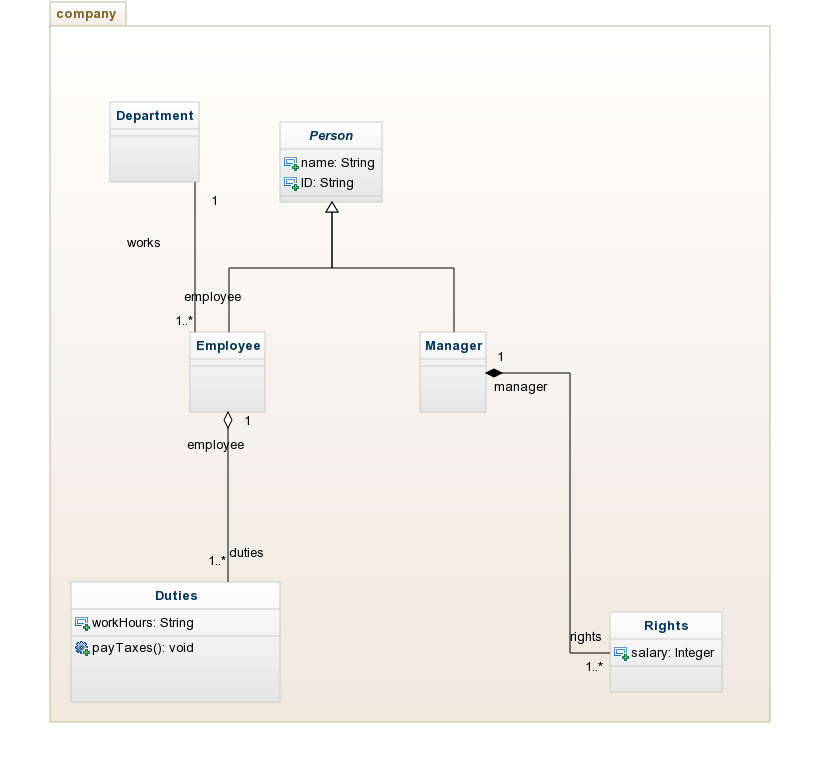 company
Department
Person
name: String
ID: String
1
works
employee
1..*
Employee
Manager
1
manager
1
employee
1..*
duties
Duties
workHours: String
payTaxes(): void
rights
1..*
Rights
salary: Integer